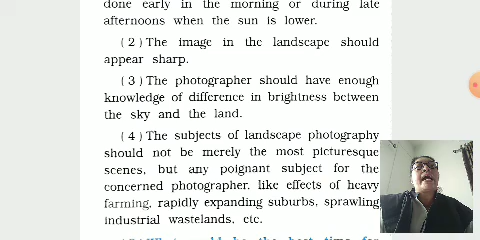 done early in the morning or during late
afternoons when the sun is lower.
(2) The image in the landscape should
appear sharp.
(3) The photographer should have enough
knowledge of difference in brightness between
the sky and the land.
(4) The subjects of landscape photography
should not be merely the most picturesque
scenes, but any poignant subject for the
concerned photographer, like effects of heavy
farming, rapidly expanding suburbs, sprawling
industrial wastelands, etc.